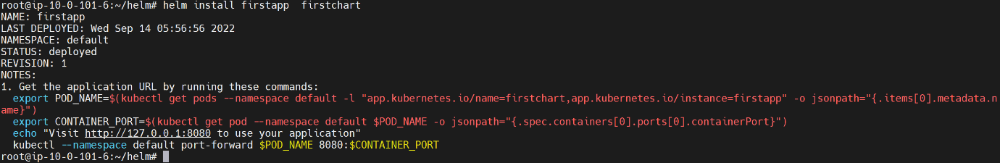 root@ip-10-0-101-6:~/helm# helm install firstapp  firstchart
NAME: firstapp
LAST DEPLOYED: Wed Sep 14 05:56:56 2022
NAMESPACE: default
STATUS: deployed
REVISION: 1
NOTES:
1. Get the application URL by running these commands:
  export POD_NAME=$(kubectl get pods --namespace default -l "app.kubernetes.io/name=firstchart,app.kubernetes.io/instance=firstapp" -o jsonpath="{.items[0].metadata.n
ame}")
  export CONTAINER_PORT=$(kubectl get pod --namespace default $POD_NAME -o jsonpath="{.spec.containers[0].ports[0].containerPort}")
  echo "Visit http://127.0.0.1:8080 to use your application"
  kubectl --namespace default port-forward $POD_NAME 8080:$CONTAINER_PORT
root@ip-10-0-101-6:~/helm#